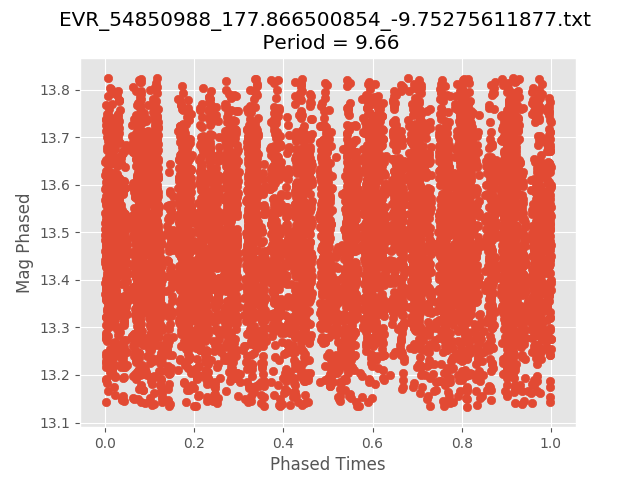 EVR_54850988_177.866500854_-9.75275611877.txt
Period = 9.66
13.8
13.7
13.6
13.5
13.4
13.3
13.2
13.1
Mag Phased
0.0 0.2 0.4 0.6 0.8 1.0
Phased Times